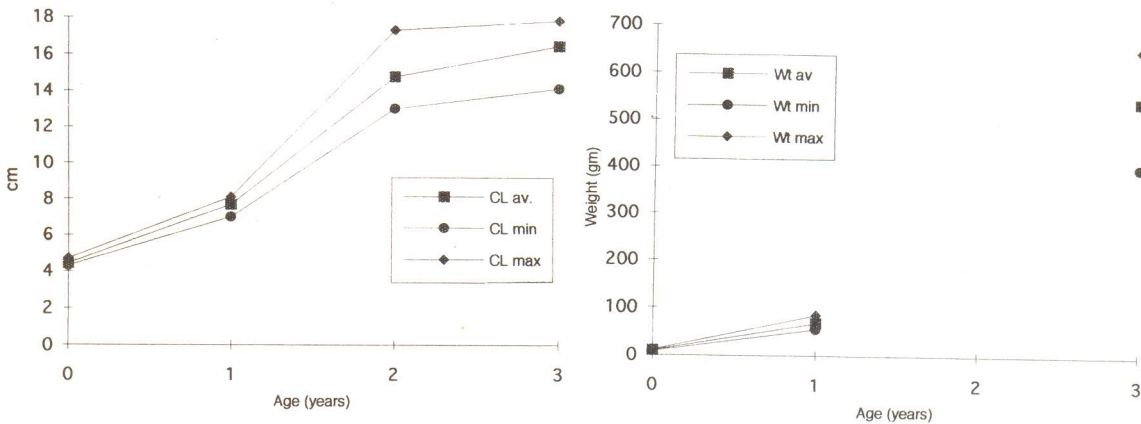 18
16
14
12
10
8
6
4
2
0
cm
0 1 2 3
Age (years)
CL av.
CL min
CL max
700
600
500
400
300
200
100
0
Weight (gm)
0 1 2 3
Age (years)
Wt av
Wt min
Wt max